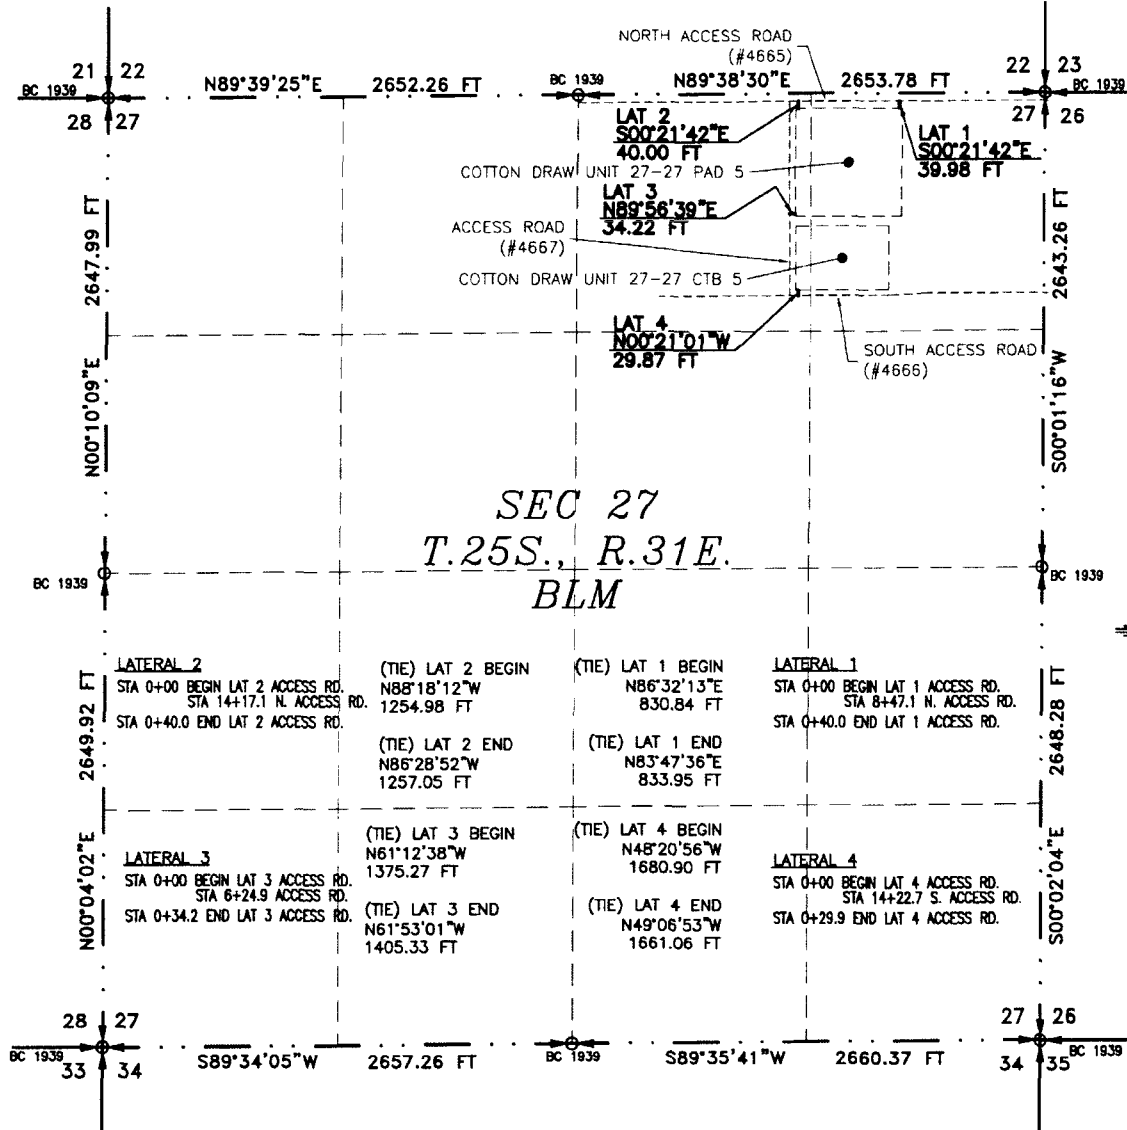 NORTH ACCESS ROAD
(#4665)
21 22
BC 1939
28 27
N89°39'25"E 2652.26 FT
BC 1939
N89°38'30"E 2653.78 FT
22 23
BC 1939
27 26
LAT 2
S00°21'42"E
40.00 FT
LAT 1
S00°21'42"E
39.98 FT
COTTON DRAW UNIT 27-27 PAD 5
LAT 3
N89°56'39"E
34.22 FT
ACCESS ROAD
(#4667)
COTTON DRAW UNIT 27-27 CTB 5
LAT 4
N00°21'01"W
29.87 FT
SOUTH ACCESS ROAD
(#4666)
2647.99 FT
N00°10'09"E
2643.26 FT
S00°01'16"W
SEC 27
T.25S., R.31E.
BLM
BC 1939
BC 1939
LATERAL 2
STA 0+00 BEGIN LAT 2 ACCESS RD.
STA 14+17.1 N. ACCESS RD.
STA 0+40.0 END LAT 2 ACCESS RD.
(TIE) LAT 2 BEGIN
N88°18'12"W
1254.98 FT
(TIE) LAT 2 END
N86°28'52"W
1257.05 FT
(TIE) LAT 1 BEGIN
N86°32'13"E
830.84 FT
(TIE) LAT 1 END
N83°47'36"E
833.95 FT
LATERAL 1
STA 0+00 BEGIN LAT 1 ACCESS RD.
STA 8+47.1 N. ACCESS RD.
STA 0+40.0 END LAT 1 ACCESS RD.
2649.92 FT
N00°04'02"E
2648.28 FT
S00°02'04"E
LATERAL 3
STA 0+00 BEGIN LAT 3 ACCESS RD.
STA 6+24.9 ACCESS RD.
STA 0+34.2 END LAT 3 ACCESS RD.
(TIE) LAT 3 BEGIN
N61°12'38"W
1375.27 FT
(TIE) LAT 3 END
N61°53'01"W
1405.33 FT
(TIE) LAT 4 BEGIN
N48°20'56"W
1680.90 FT
(TIE) LAT 4 END
N49°06'53"W
1661.06 FT
LATERAL 4
STA 0+00 BEGIN LAT 4 ACCESS RD.
STA 14+22.7 S. ACCESS RD.
STA 0+29.9 END LAT 4 ACCESS RD.
28 27
BC 1939
33 34
S89°34'05"W 2657.26 FT
BC 1939
S89°35'41"W 2660.37 FT
27 26
BC 1939
34 35